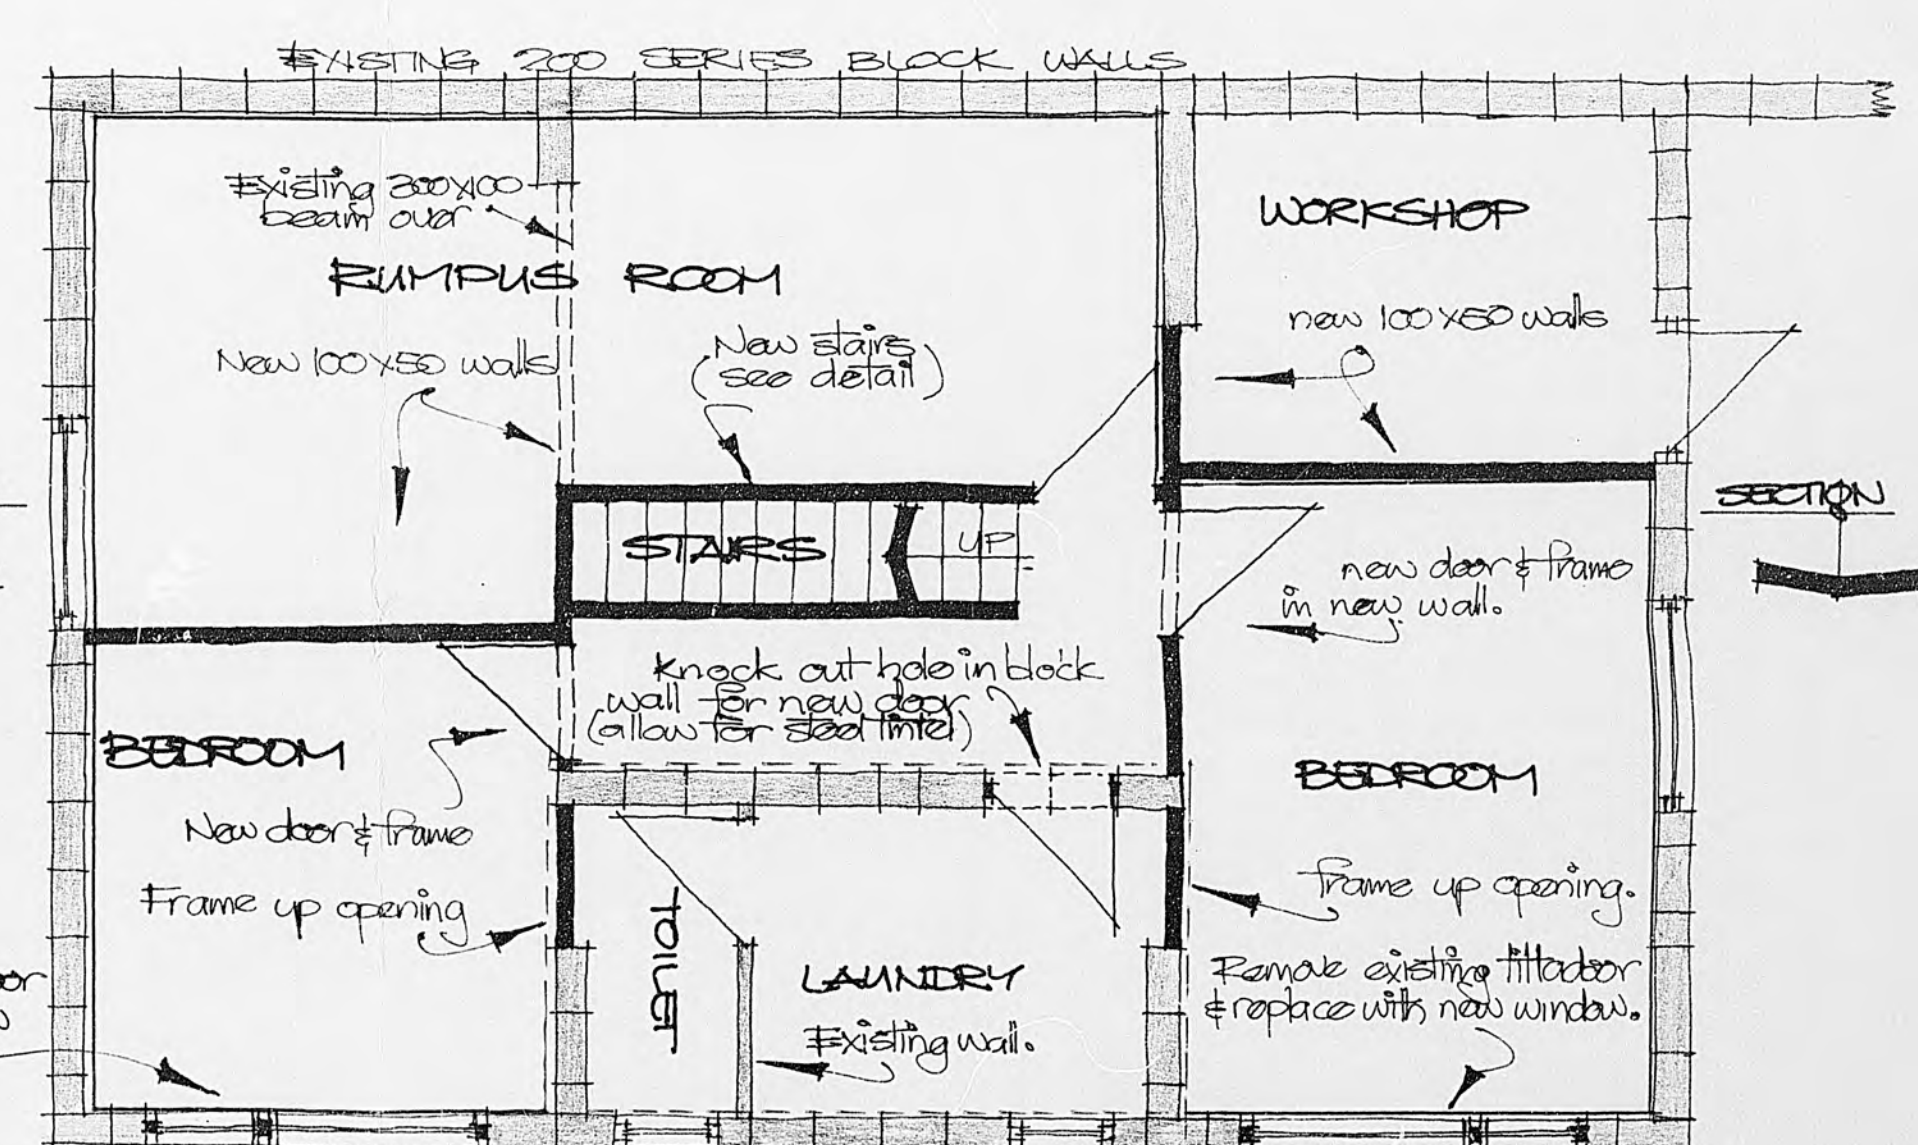 EXISTING 200 SERIES BLOCK WALLS
Existing 300x100
beam over
WORKSHOP
RUMPUS ROOM
new 100x50 walls
New 100x50 walls
New stairs
(see detail)
SECTION
STAIRS
UP
new door & frame
in new wall.
Knock out hole in block
wall for new door
(allow for steel lintel)
BEDROOM
BEDROOM
New door & frame
Frame up opening
frame up opening.
TOILET
LAUNDRY
Existing wall.
Remove existing tiltadoor
& replace with new window.